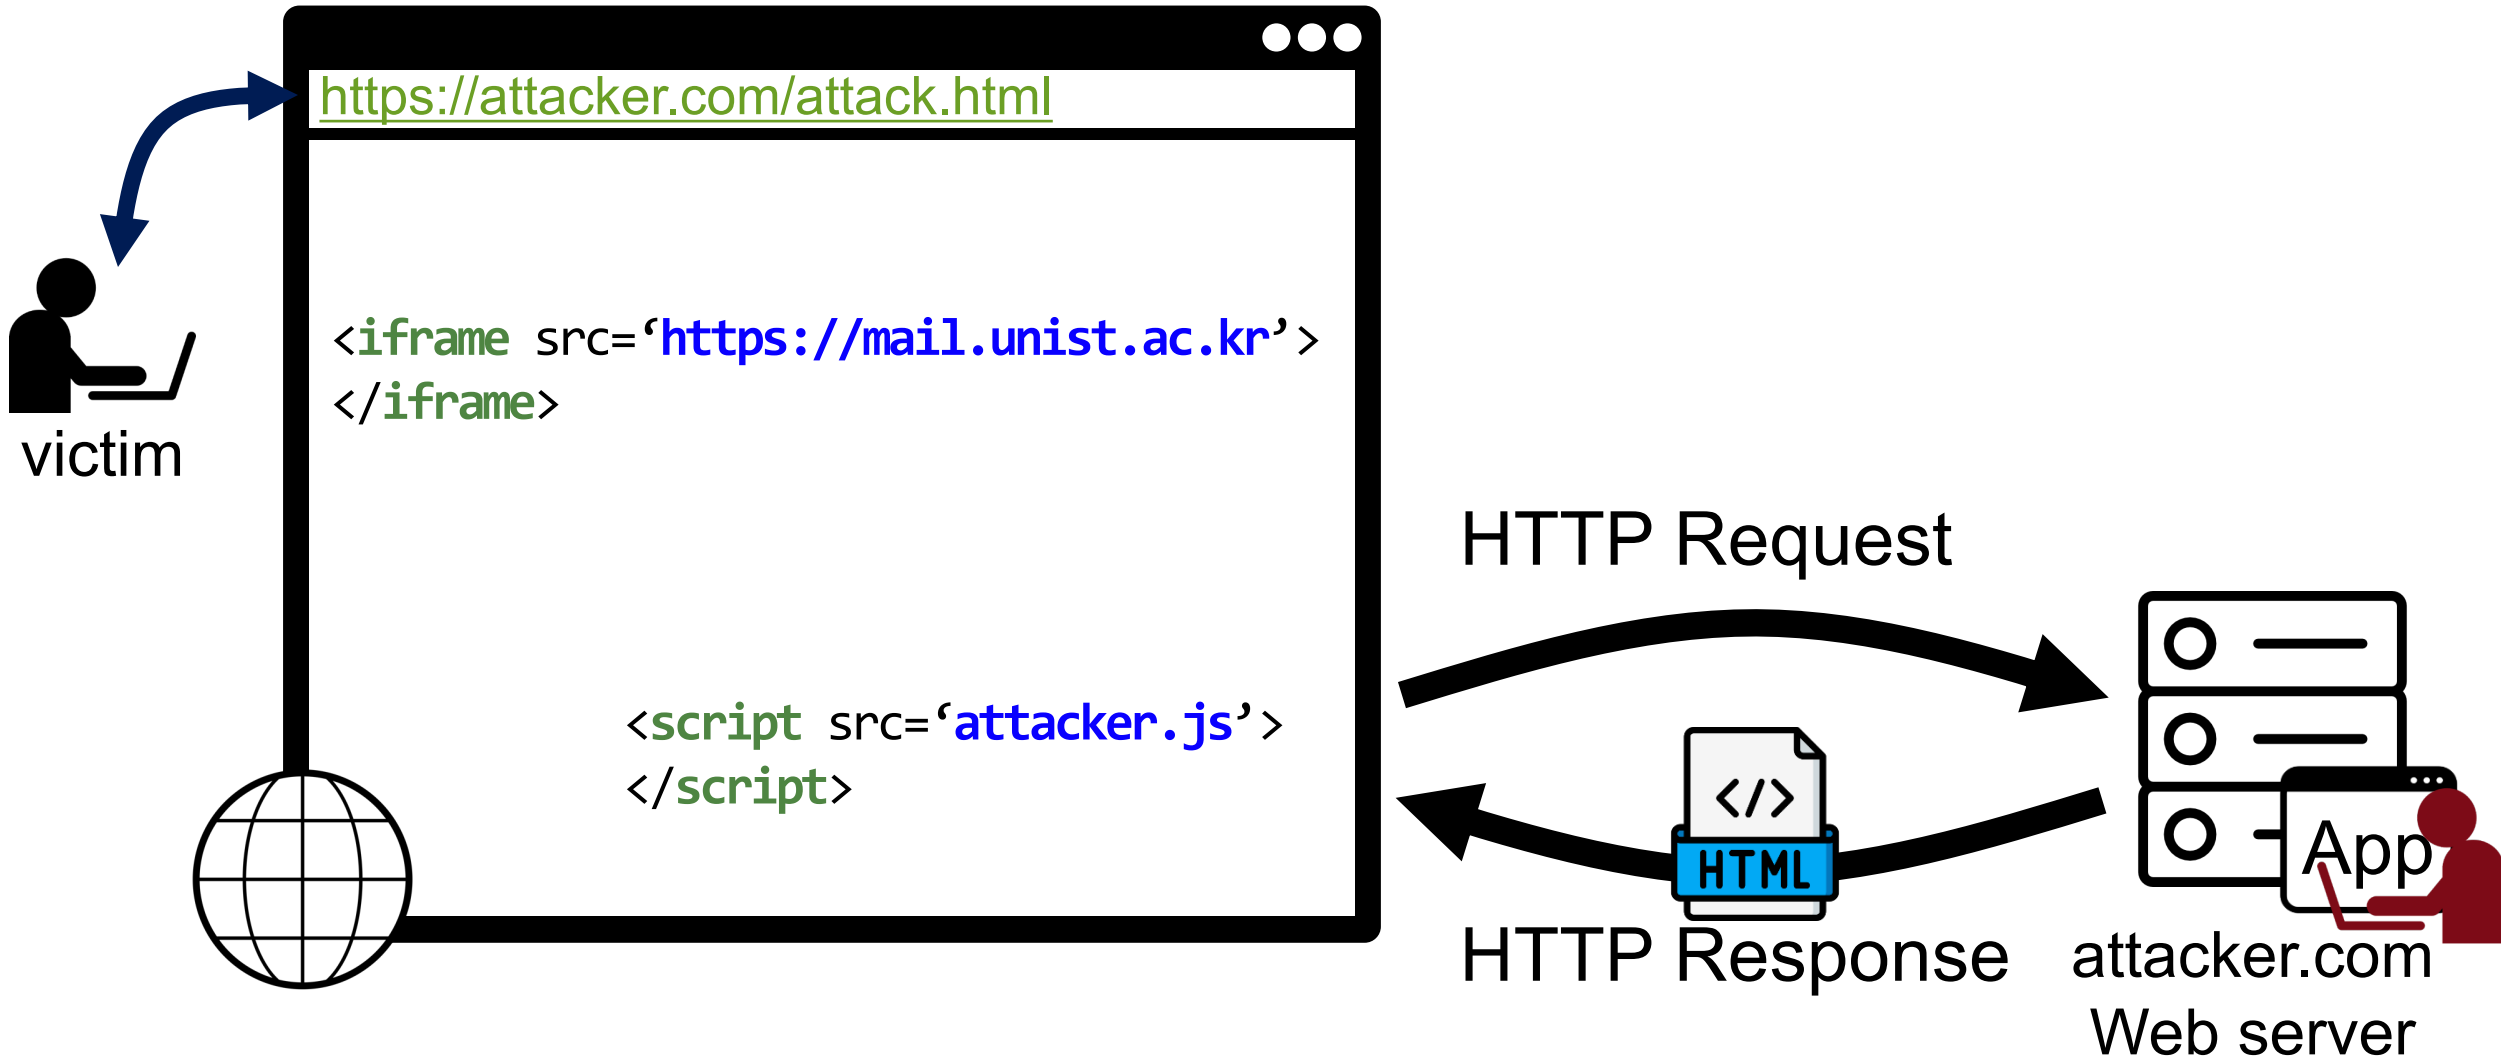 https://attacker.com/attack.html
<iframe src=‘https://mail.unist.ac.kr’>
</iframe>
victim
HTTP Request
<script src=‘attacker.js’>
</script>
</>
HTML
App
HTTP Response
attacker.com
Web server